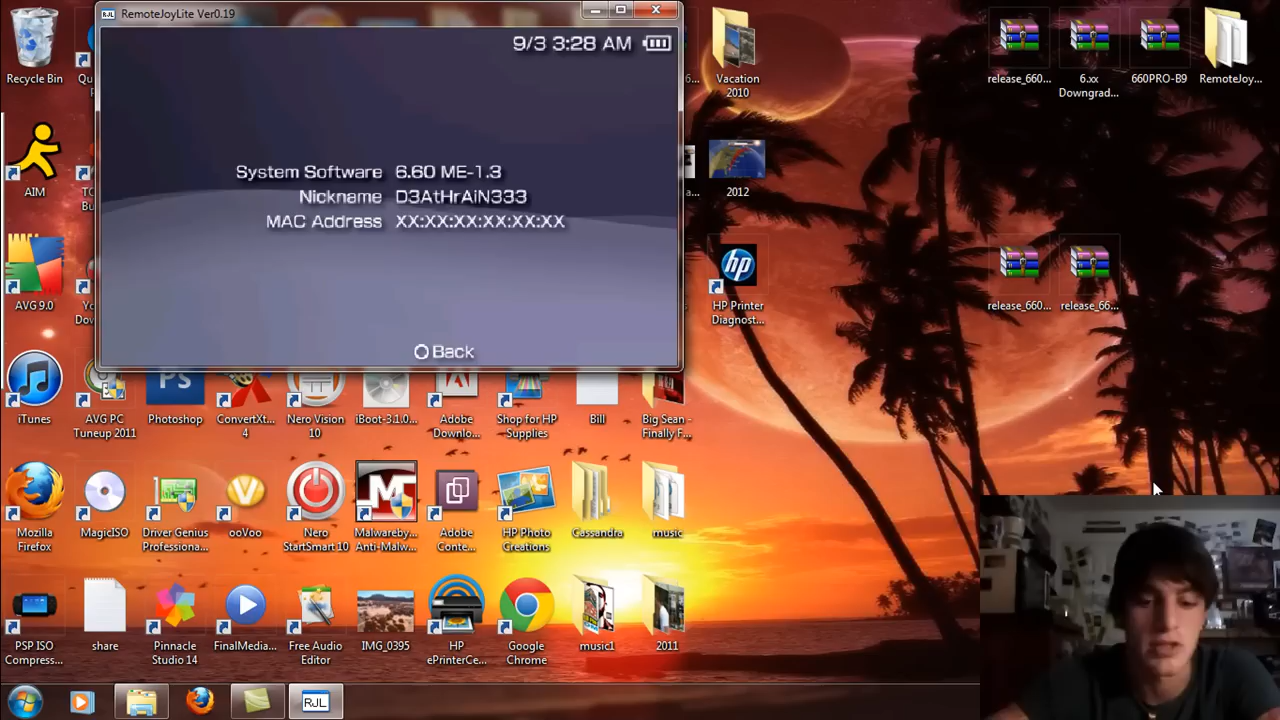 RemoteJoyLite Ver0.19
9/3 3:28 AM
System Software 6.60 ME-1.3
Nickname D3AtHrAiN333
MAC Address XX:XX:XX:XX:XX:XX
Back
Recycle Bin
Vacation
2010
release_660...
6.xx
Downgrad...
660PRO-B9
RemoteJoy...
AIM
2012
AVG 9.0
HP Printer
Diagnost...
release_660...
release_66...
iTunes
AVG PC
Tuneup 2011
Photoshop
ConvertXt...
4
Nero Vision
10
iBoot-3.1.0...
Adobe
Downlo...
Shop for HP
Supplies
Bill
Big Sean -
Finally F...
Mozilla
Firefox
MagicISO
Driver Genius
Professiona...
ooVoo
Nero
StartSmart 10
Malwareby...
Anti-Malw...
Adobe
Conte...
HP Photo
Creations
Cassandra
music
PSP ISO
Compress...
share
Pinnacle
Studio 14
FinalMedia...
Free Audio
Editor
IMG_0395
HP
ePrinterCe...
Google
Chrome
music1
2011
RJL